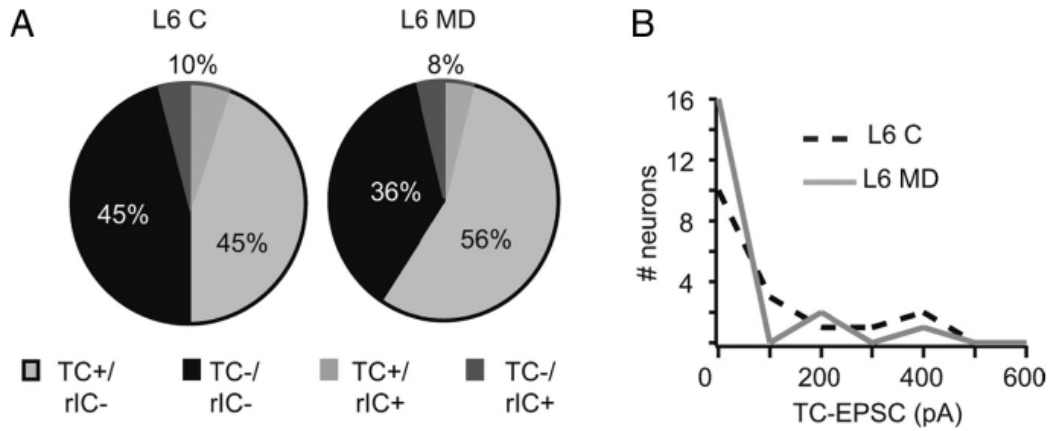 A
L6 C
L6 MD
10%
8%
45%
45%
36%
56%
TC+/ rIC-
TC-/ rIC-
TC+/ rIC+
TC-/ rIC+
B
16
12
8
4
# neurons
L6 C
L6 MD
0 200 400 600
TC-EPSC (pA)